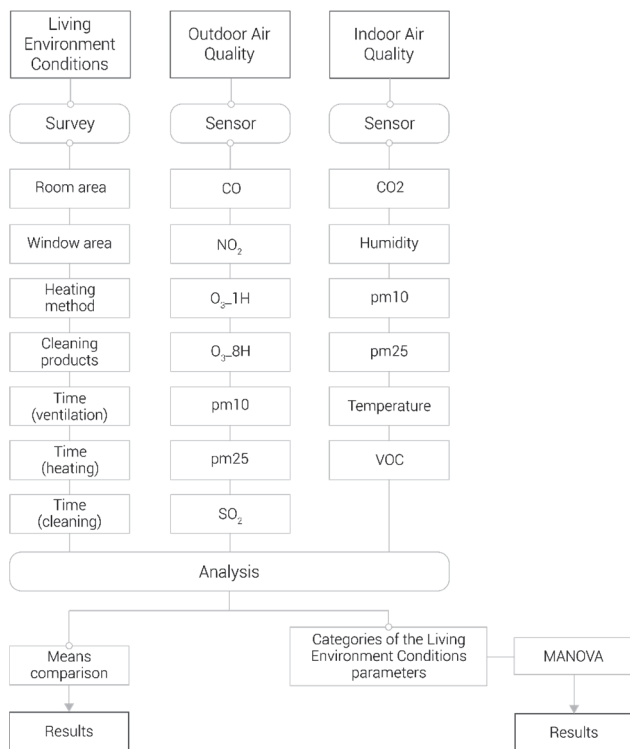 Living
Environment
Conditions
Outdoor Air
Quality
Indoor Air
Quality
Survey
Sensor
Sensor
Room area
CO
CO2
Window area
NO₂
Humidity
Heating
method
O₃_1H
pm10
Cleaning
products
O₃_8H
pm25
Time
(ventilation)
pm10
Temperature
Time
(heating)
pm25
VOC
Time
(cleaning)
SO₂
Analysis
Means
comparison
Categories of the Living
Environment Conditions
parameters
MANOVA
Results
Results